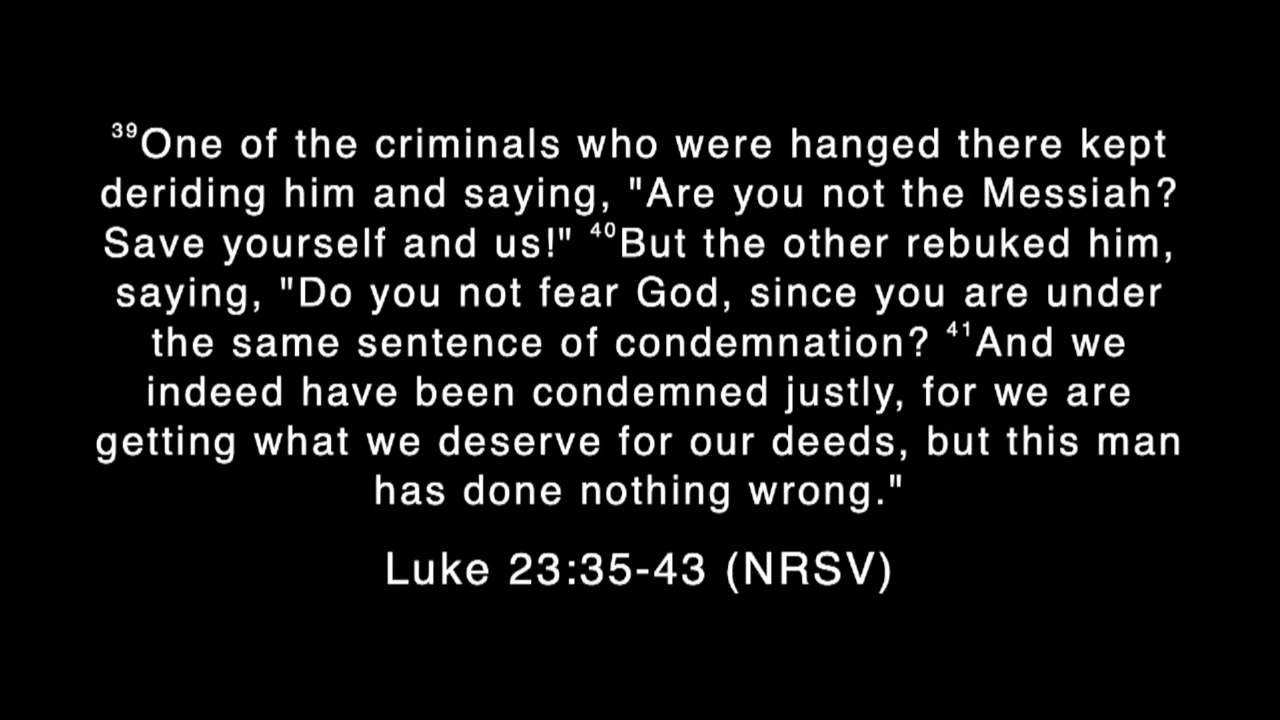 ³⁹One of the criminals who were hanged there kept
deriding him and saying, "Are you not the Messiah?
Save yourself and us!" ⁴⁰But the other rebuked him,
saying, "Do you not fear God, since you are under
the same sentence of condemnation? ⁴¹And we
indeed have been condemned justly, for we are
getting what we deserve for our deeds, but this man
has done nothing wrong."
Luke 23:35-43 (NRSV)